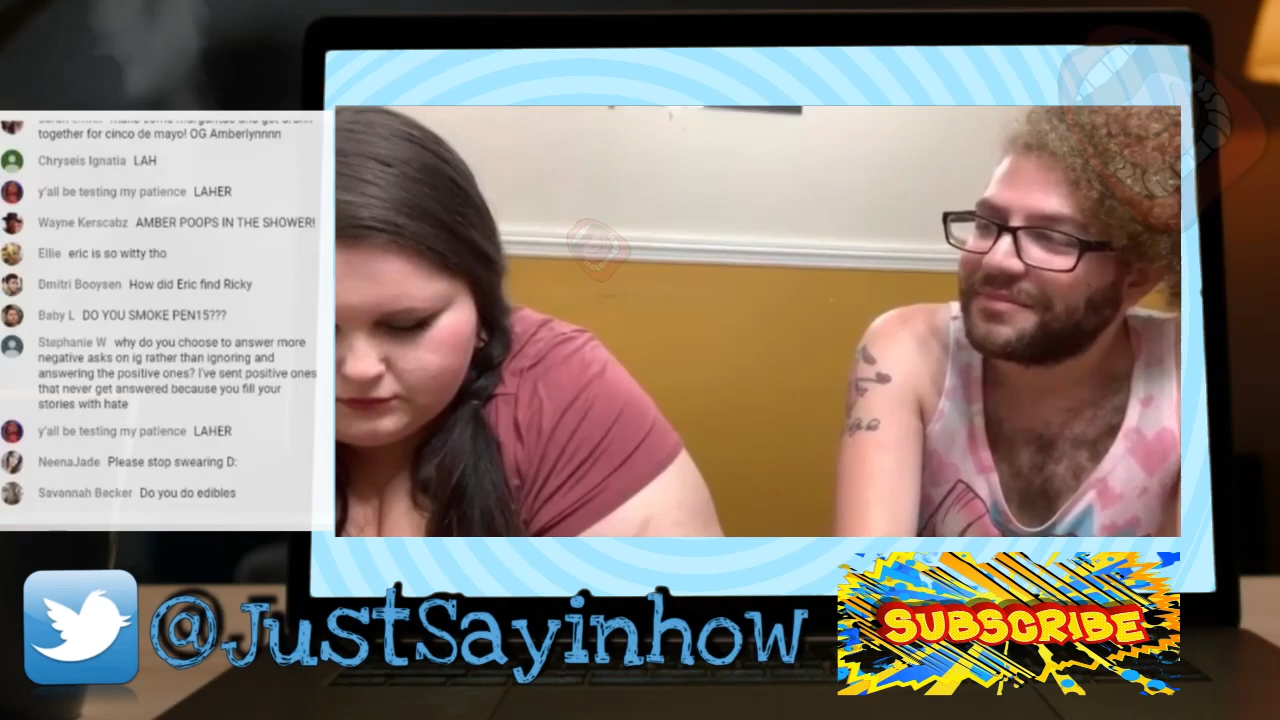 together for cinco de mayo! OG Amberlynnnn
Chryseis Ignatia LAH
y'all be testing my patience LAHER
Wayne Kerscabz AMBER POOPS IN THE SHOWER!
Ellie eric is so witty tho
Dmitri Booysen How did Eric find Ricky
Baby L DO YOU SMOKE PEN15???
Stephanie W why do you choose to answer more
negative asks on ig rather than ignoring and
answering the positive ones? I've sent positive ones
that never get answered because you fill your
stories with hate
y'all be testing my patience LAHER
NeenaJade Please stop swearing D:
Savannah Becker Do you do edibles
@JustSayinhow
SUBSCRIBE